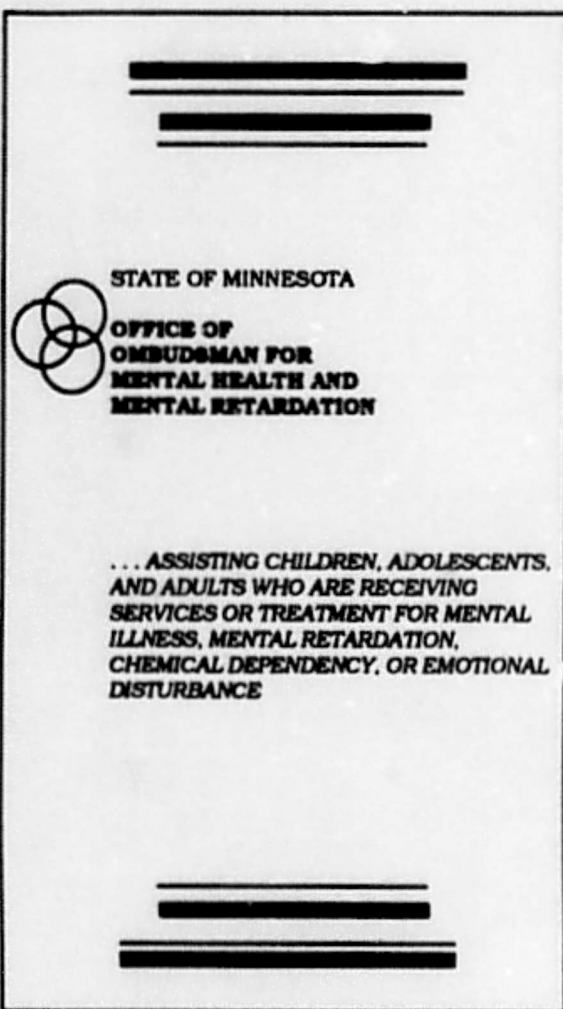 STATE OF MINNESOTA
OFFICE OF
OMBUDSMAN FOR
MENTAL HEALTH AND
MENTAL RETARDATION
. . . ASSISTING CHILDREN, ADOLESCENTS,
AND ADULTS WHO ARE RECEIVING
SERVICES OR TREATMENT FOR MENTAL
ILLNESS, MENTAL RETARDATION,
CHEMICAL DEPENDENCY, OR EMOTIONAL
DISTURBANCE